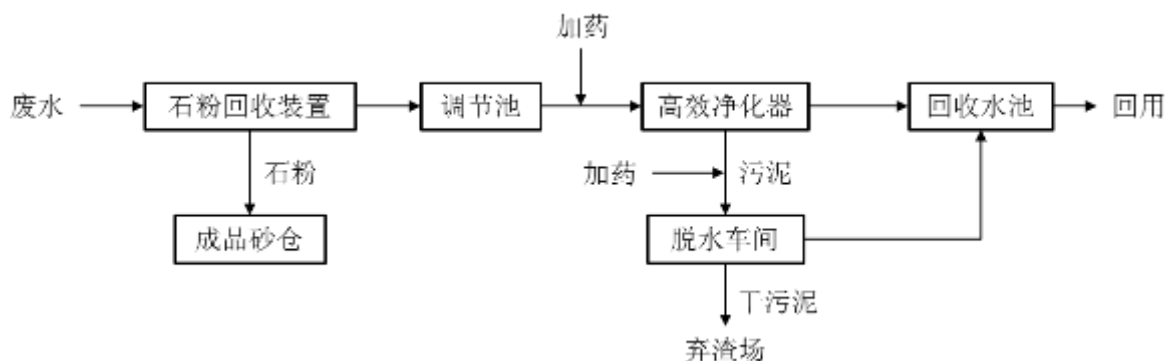 加药
废水
石粉回收装置
调节池
高效净化器
回收水池
回用
石粉
加药
污泥
成品砂仓
脱水车间
丁污泥
弃渣场